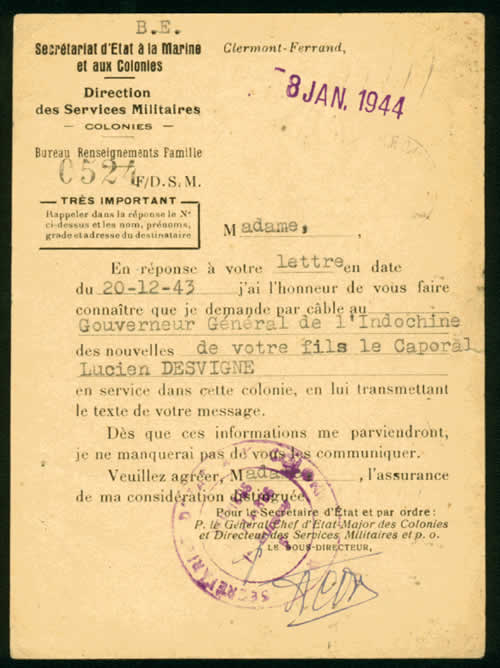 B.E.
Secrétariat d'Etat à la Marine
et aux Colonies
Clermont-Ferrand,
8 JAN. 1944
Direction
des Services Militaires
— COLONIES —
Bureau Renseignements Famille
0524 F/D.S.M.
— TRÈS IMPORTANT —
Rappeler dans la réponse le Nº
ci-dessus et les nom, prénoms,
grade et adresse du destinataire
Madame, ,
En réponse à votre lettre en date
du 20-12-43 j'ai l'honneur de vous faire
connaître que je demande par câble au
Gouverneur Général de l'Indochine
des nouvelles de votre fils le Caporal
Lucien DESVIGNE
en service dans cette colonie, en lui transmettant
le texte de votre message.
Dès que ces informations me parviendront,
je ne manquerai pas de vous les communiquer.
Veuillez agréer, Madame , l'assurance
de ma considération distinguée.
Pour le Secrétaire d'État et par ordre :
P. le Général Chef d'Etat-Major des Colonies
et Directeur des Services Militaires et p. o.
LE SOUS-DIRECTEUR,